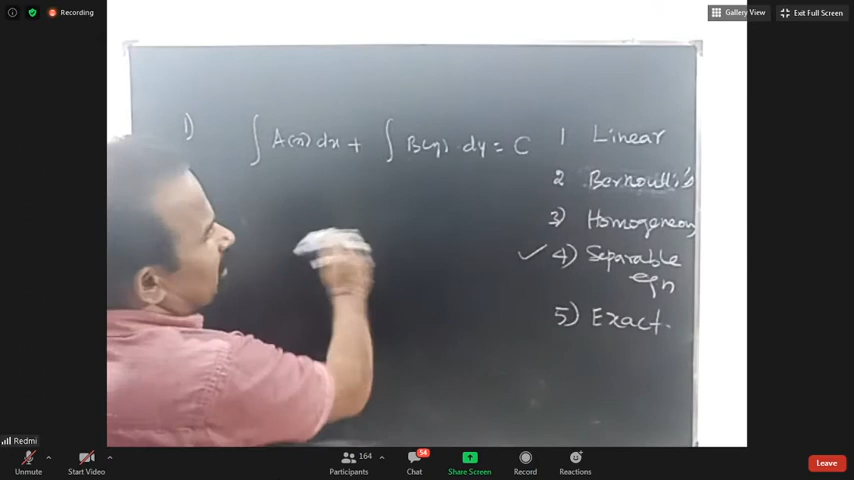 Recording
Gallery View
Exit Full Screen
1) ∫ A(x) dx + ∫ B(y) dy = C
1 Linear
2 Bernoulli's
3) Homogeneous
✓ 4) Separable
eqn
5) Exact.
Redmi
Unmute
Start Video
164
Participants
54
Chat
Share Screen
Record
Reactions
Leave